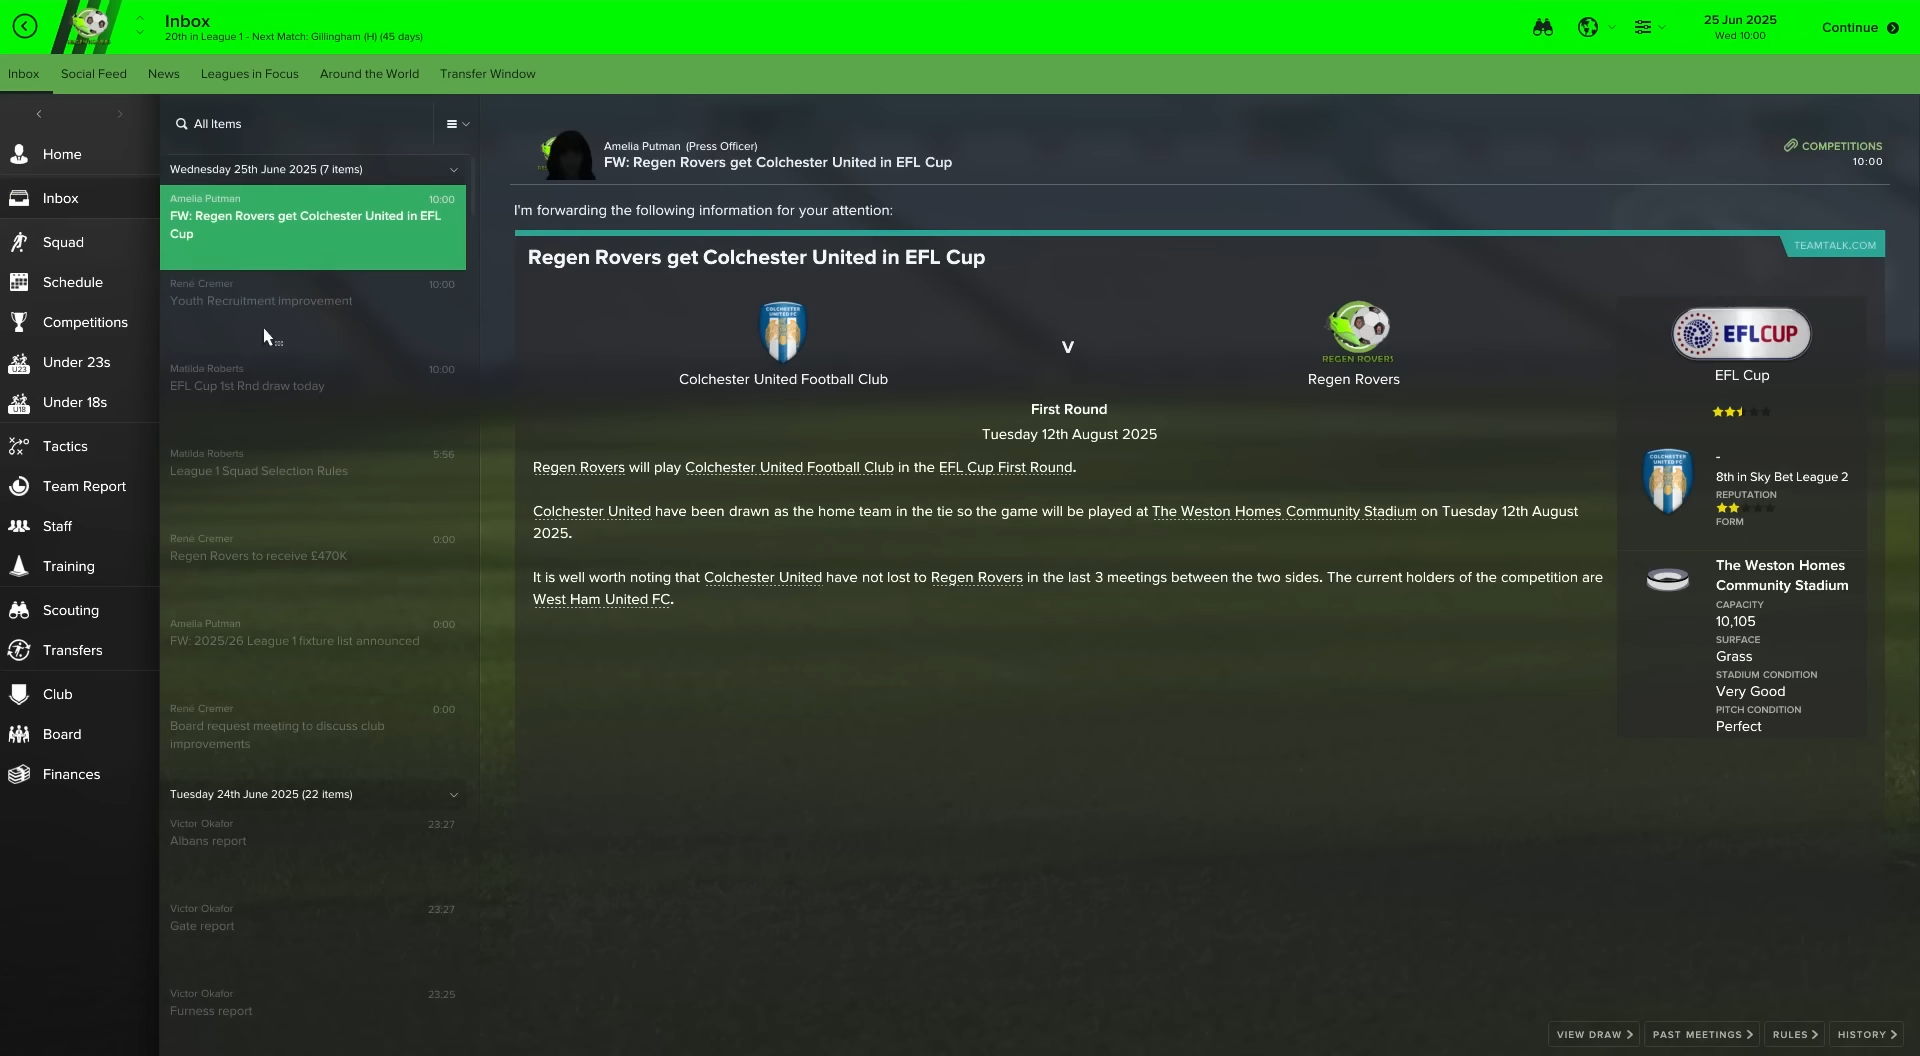 Inbox
20th in League 1 - Next Match: Gillingham (H) (45 days)
25 Jun 2025
Wed 10:00
Continue
Inbox
Social Feed
News
Leagues in Focus
Around the World
Transfer Window
Home
Inbox
Squad
Schedule
Competitions
U23
Under 23s
U18
Under 18s
Tactics
Team Report
Staff
Training
Scouting
Transfers
Club
Board
Finances
All Items
Wednesday 25th June 2025 (7 items)
Amelia Putman 10:00
FW: Regen Rovers get Colchester United in EFL
Cup
René Cremer 10:00
Youth Recruitment improvement
Matilda Roberts 10:00
EFL Cup 1st Rnd draw today
Matilda Roberts 5:56
League 1 Squad Selection Rules
René Cremer 0:00
Regen Rovers to receive £470K
Amelia Putman 0:00
FW: 2025/26 League 1 fixture list announced
René Cremer 0:00
Board request meeting to discuss club
improvements
Tuesday 24th June 2025 (22 items)
Victor Okafor 23:27
Albans report
Victor Okafor 23:27
Gate report
Victor Okafor 23:25
Furness report
Amelia Putman (Press Officer)
FW: Regen Rovers get Colchester United in EFL Cup
COMPETITIONS
10:00
I'm forwarding the following information for your attention:
TEAMTALK.COM
Regen Rovers get Colchester United in EFL Cup
COLCHESTER
UNITED FC
V
REGEN ROVERS
Colchester United Football Club
Regen Rovers
First Round
Tuesday 12th August 2025
Regen Rovers will play Colchester United Football Club in the EFL Cup First Round.
Colchester United have been drawn as the home team in the tie so the game will be played at The Weston Homes Community Stadium on Tuesday 12th August
2025.
It is well worth noting that Colchester United have not lost to Regen Rovers in the last 3 meetings between the two sides. The current holders of the competition are
West Ham United FC.
EFL CUP
EFL Cup
COLCHESTER
UNITED FC
-
8th in Sky Bet League 2
REPUTATION
FORM
The Weston Homes
Community Stadium
CAPACITY
10,105
SURFACE
Grass
STADIUM CONDITION
Very Good
PITCH CONDITION
Perfect
VIEW DRAW
PAST MEETINGS
RULES
HISTORY